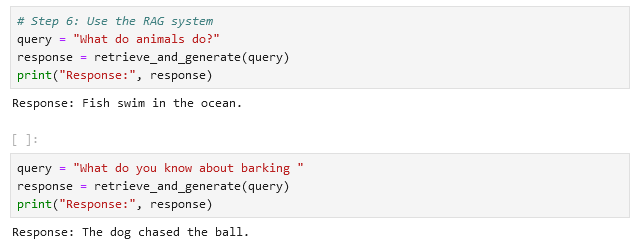 # Step 6: Use the RAG system
query = "What do animals do?"
response = retrieve_and_generate(query)
print("Response:", response)
Response: Fish swim in the ocean.
[ ]:
query = "What do you know about barking "
response = retrieve_and_generate(query)
print("Response:", response)
Response: The dog chased the ball.